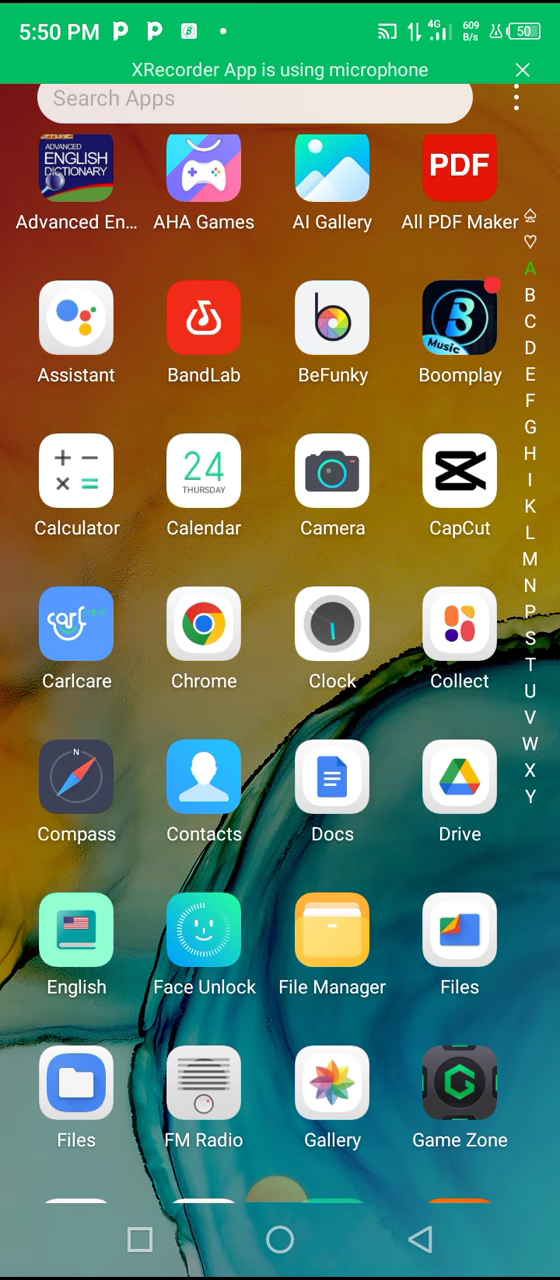 5:50 PM
4G
609 B/s
50
XRecorder App is using microphone
Search Apps
ADVANCED
ENGLISH
DICTIONARY
PDF
Advanced En...
AHA Games
AI Gallery
All PDF Maker
Music
Assistant
BandLab
BeFunky
Boomplay
24
THURSDAY
Calculator
Calendar
Camera
CapCut
carl care
Carlcare
Chrome
Clock
Collect
N
Compass
Contacts
Docs
Drive
English
Face Unlock
File Manager
Files
Files
FM Radio
Gallery
Game Zone
A
B
C
D
E
F
G
H
I
K
L
M
N
P
S
T
U
V
W
X
Y